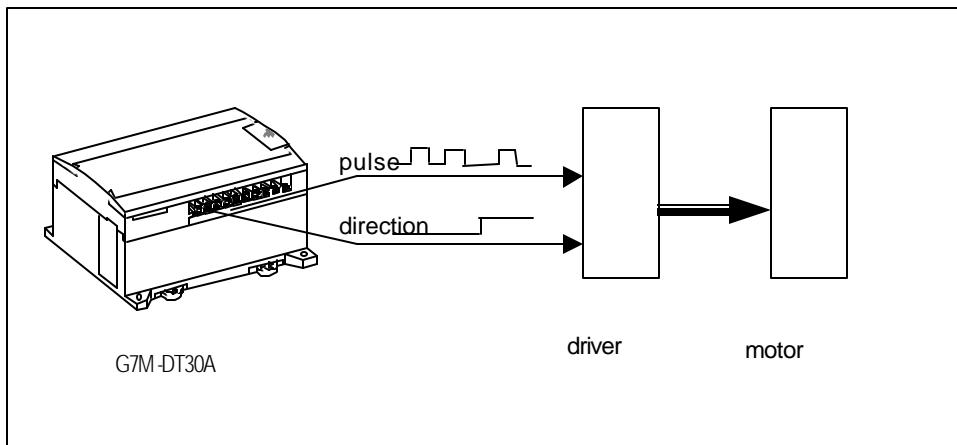 pulse
direction
driver
motor
G7M-DT30A